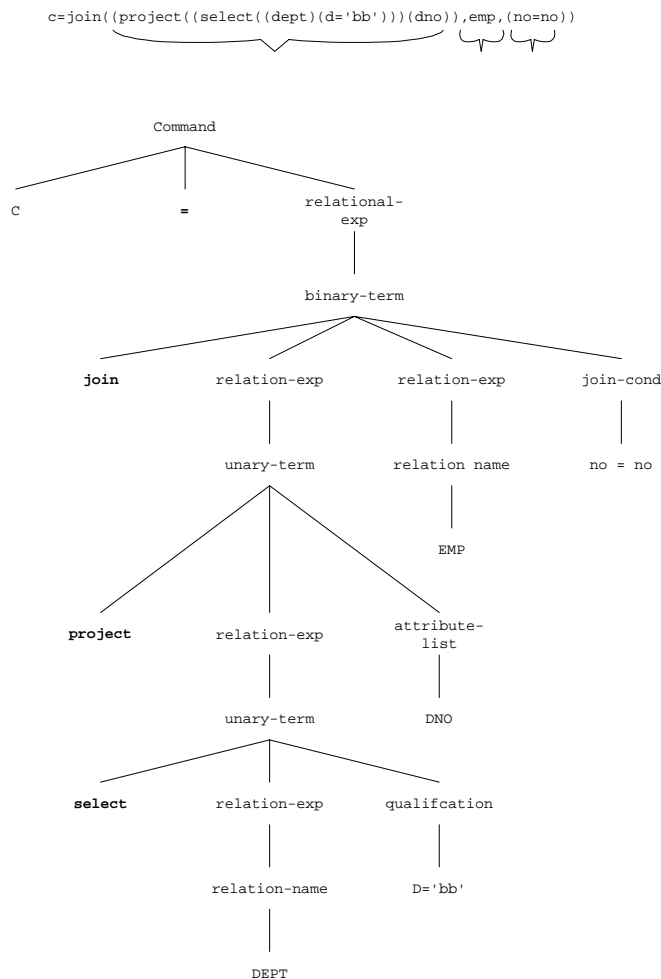 c=join((project((select((dept)(d='bb')))(dno)),emp,(no=no))
Command
C = relational-
exp
binary-term
join relation-exp relation-exp join-cond
unary-term relation name no = no
EMP
project relation-exp attribute-
list
unary-term DNO
select relation-exp qualifcation
relation-name D='bb'
DEPT